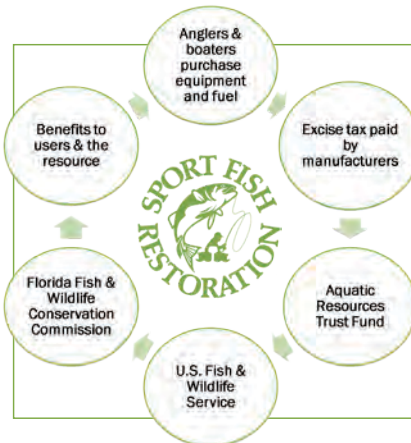 Anglers &
boaters
purchase
equipment
and fuel
Excise tax paid
by
manufacturers
Aquatic
Resources
Trust Fund
U.S. Fish &
Wildlife
Service
Florida Fish &
Wildlife
Conservation
Commission
Benefits to
users & the
resource
SPORT FISH
RESTORATION